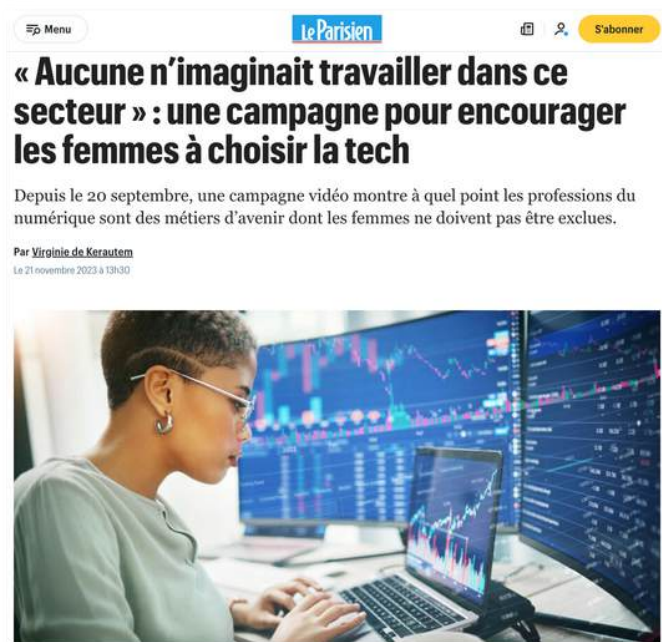 Menu
Le Parisien
S'abonner
« Aucune n’imaginait travailler dans ce
secteur » : une campagne pour encourager
les femmes à choisir la tech
Depuis le 20 septembre, une campagne vidéo montre à quel point les professions du
numérique sont des métiers d’avenir dont les femmes ne doivent pas être exclues.
Par Virginie de Kerautem
Le 21 novembre 2023 à 13h30